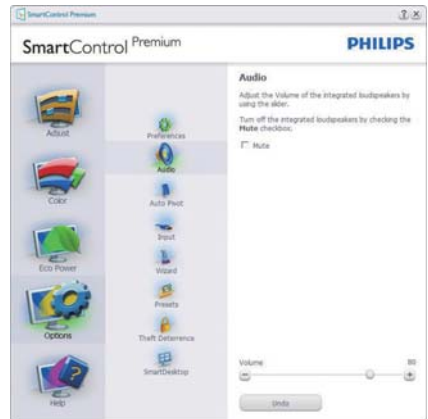 SmartControl Premium
SmartControl Premium
PHILIPS
Adjust
Color
Eco Power
Options
Help
Preferences
Audio
Auto Pivot
Input
Wizard
Presets
Theft Deterrence
SmartDesktop
Audio
Adjust the Volume of the integrated loudspeakers by
using the slider.
Turn off the integrated loudspeakers by checking the
Mute checkbox.
Mute
Volume 80
Undo